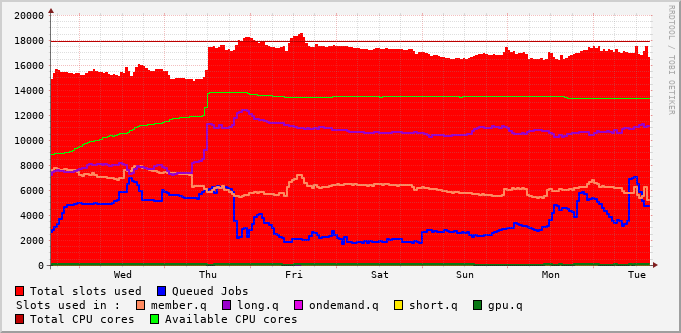 RRDTOOL / TOBI OETIKER
20000
18000
16000
14000
12000
10000
8000
6000
4000
2000
0
Wed Thu Fri Sat Sun Mon Tue
Total slots used Queued Jobs
Slots used in : member.q long.q ondemand.q short.q gpu.q
Total CPU cores Available CPU cores